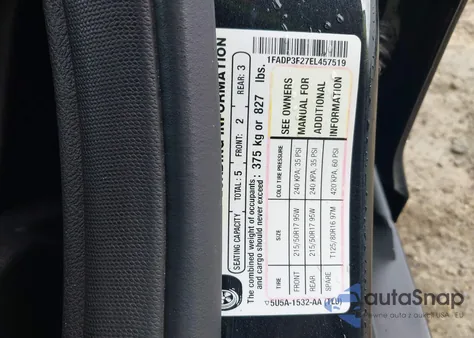 1FADP3F27EL457519
INFORMATION
SEATING CAPACITY TOTAL: 5 FRONT: 2 REAR: 3
The combined weight of occupants
and cargo should never exceed: 375 kg or 827 lbs.
TIRE SIZE COLD TIRE PRESSURE
FRONT 215/50R17 95W 240 KPA, 35 PSI
REAR 215/50R17 95W 240 KPA, 35 PSI
SPARE T125/80R16 97M 420 KPA, 60 PSI
SEE OWNERS
MANUAL FOR
ADDITIONAL
INFORMATION
5U5A-1532-AA
autoSnap